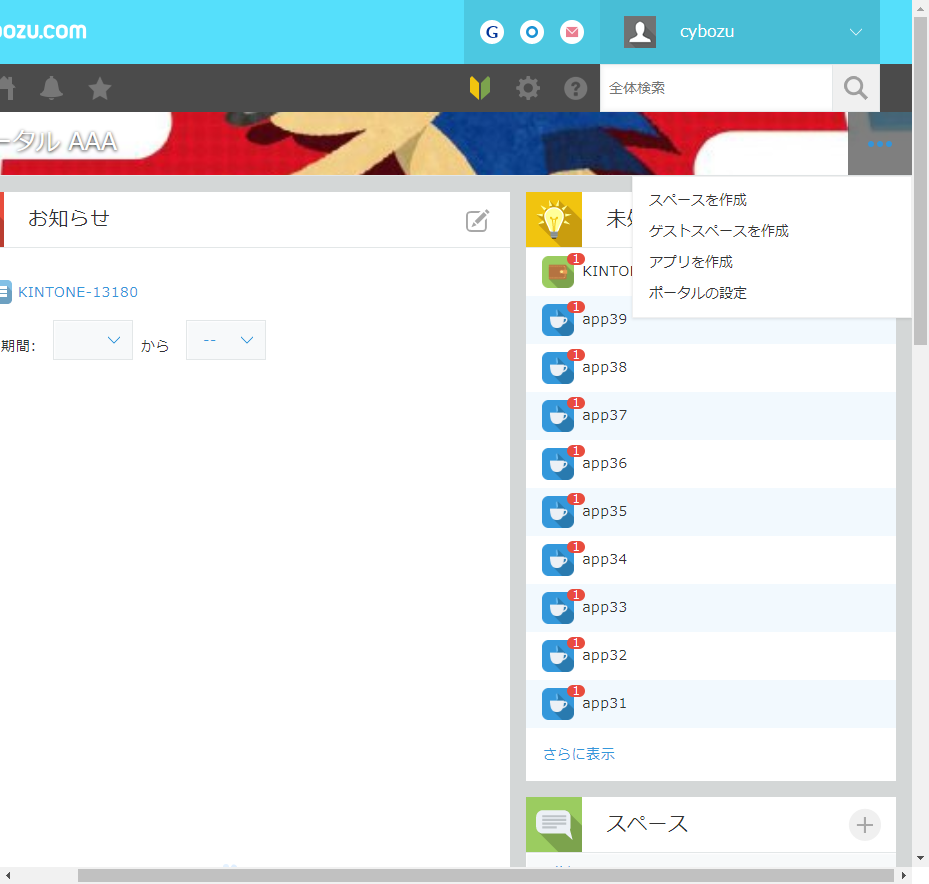 bozu.com
G
cybozu
全体検索
ータル AAA
•••
スペースを作成
ゲストスペースを作成
アプリを作成
ポータルの設定
お知らせ
KINTONE-13180
期間:
から
--
1
app39
1
app38
1
app37
1
app36
1
app35
1
app34
1
app33
1
app32
1
app31
さらに表示
スペース